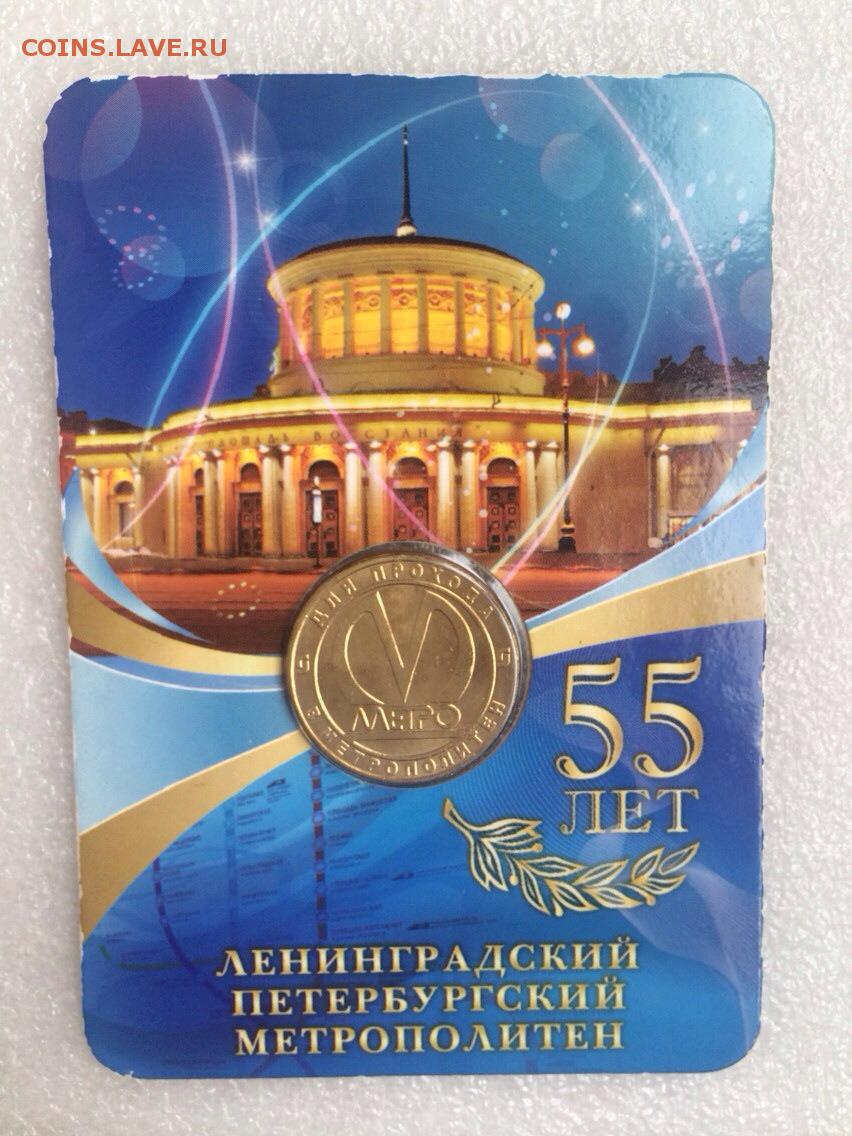 COINS.LAVE.RU
ПЛОЩАДЬ ВОССТАНИЯ
ДЛЯ ПРОХОДА
МЕТРО
В МЕТРОПОЛИТЕН
55
ЛЕТ
ЛЕНИНГРАДСКИЙ
ПЕТЕРБУРГСКИЙ
МЕТРОПОЛИТЕН